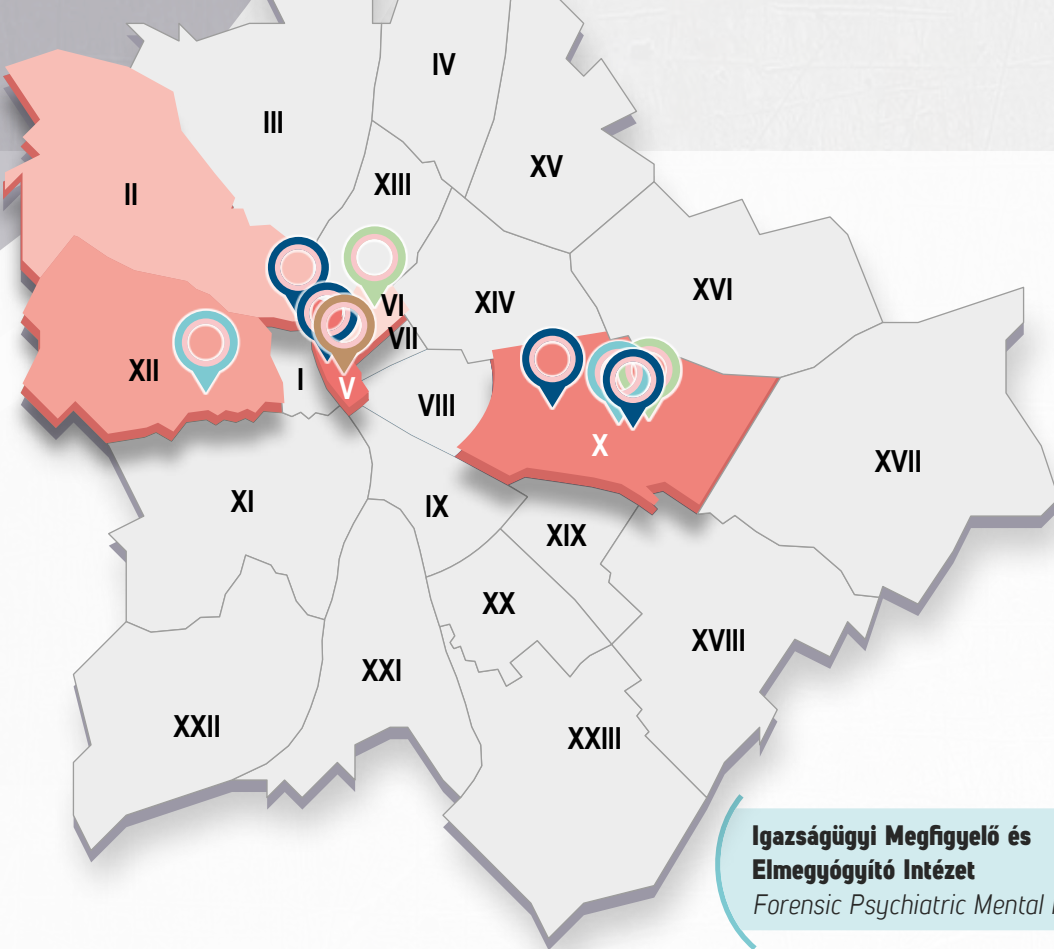 IV
III
XV
XIII
II
XVI
XIV
VI
VII
XII
I
V
VIII
X
XVII
XI
IX
XIX
XX
XVIII
XXI
XXII
XXIII
Igazságügyi Megfigyelő és
Elmegyógyító Intézet
Forensic Psychiatric Mental